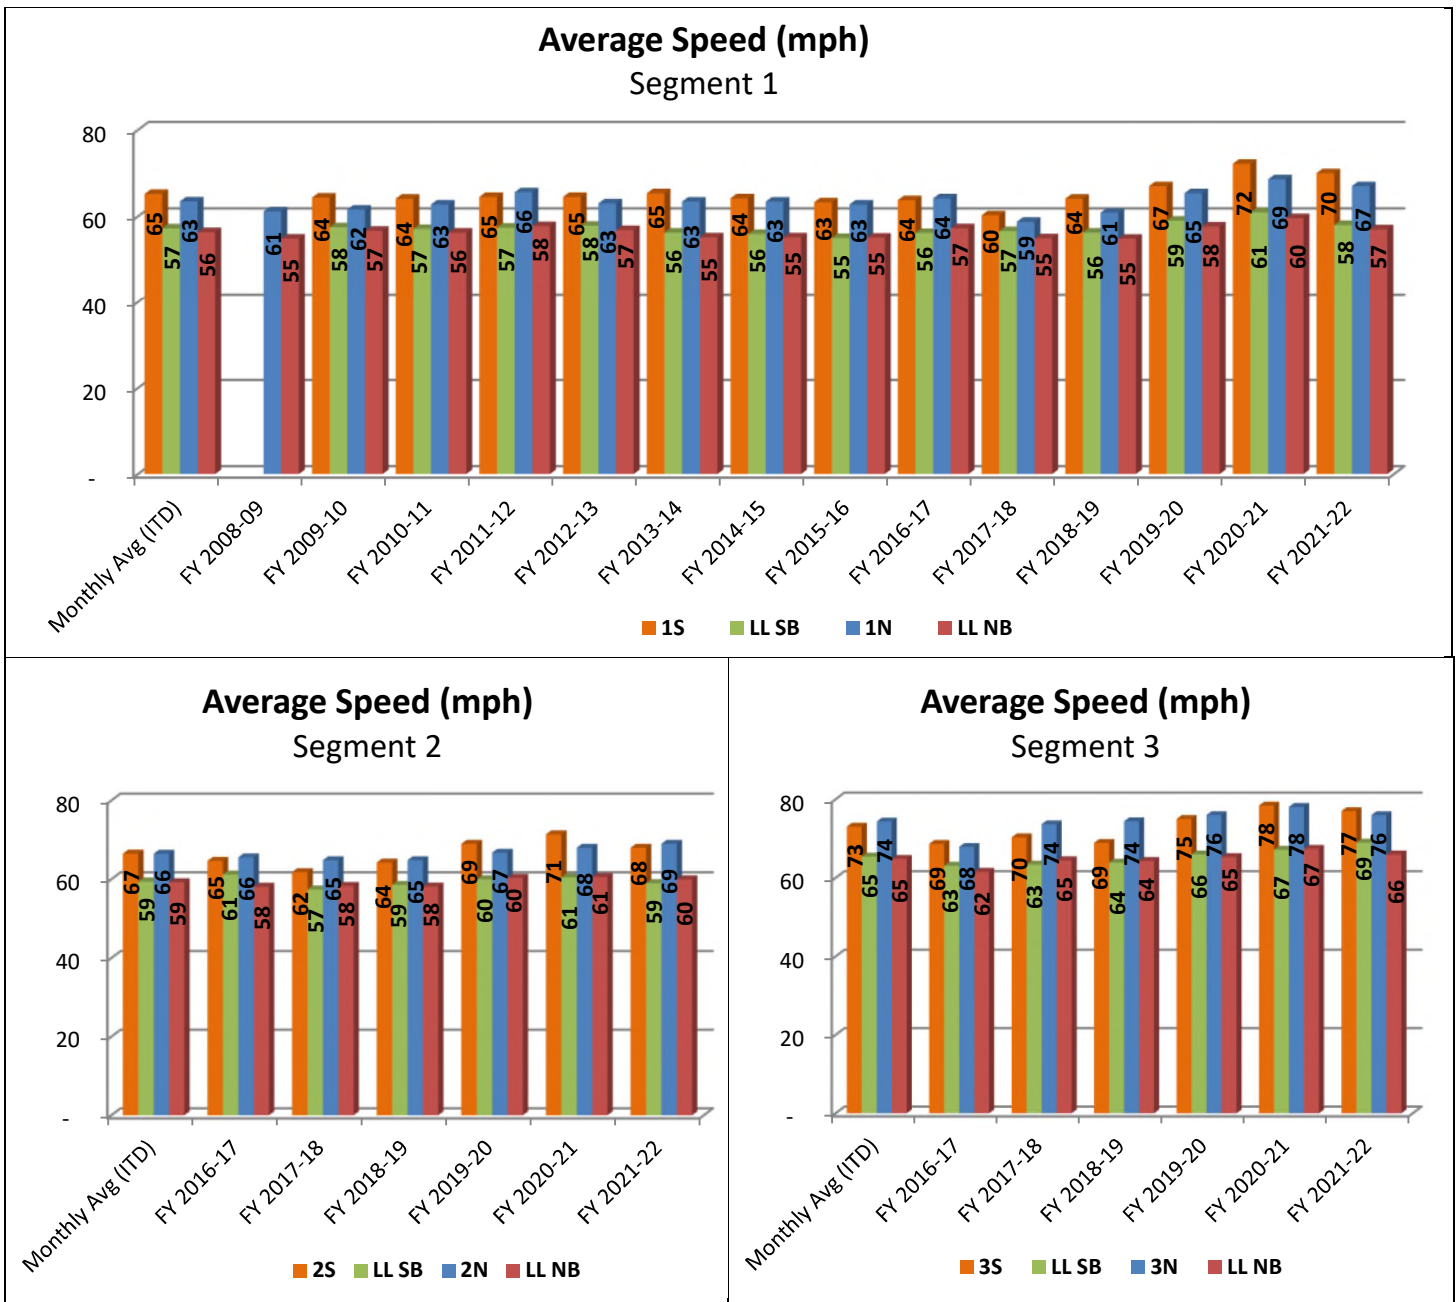 Average Speed (mph)
Segment 1
80
60
40
20
-
65 57 63 56
61 55
64 58 62 57
64 57 63 56
65 57 66 58
65 58 63 57
65 56 63 55
64 56 63 55
63 55 63 55
64 56 64 57
60 57 59 55
64 56 61 55
67 59 65 58
72 61 69 60
70 58 67 57
Monthly Avg (ITD)
FY 2008-09
FY 2009-10
FY 2010-11
FY 2011-12
FY 2012-13
FY 2013-14
FY 2014-15
FY 2015-16
FY 2016-17
FY 2017-18
FY 2018-19
FY 2019-20
FY 2020-21
FY 2021-22
1S LL SB 1N LL NB
Average Speed (mph)
Segment 2
80
60
40
20
-
67 59 66 59
65 61 66 58
62 57 65 58
64 59 65 58
69 60 67 60
71 61 68 61
68 59 69 60
Monthly Avg (ITD)
FY 2016-17
FY 2017-18
FY 2018-19
FY 2019-20
FY 2020-21
FY 2021-22
2S LL SB 2N LL NB
Average Speed (mph)
Segment 3
80
60
40
20
-
73 65 74 65
69 63 68 62
70 63 74 65
69 64 74 64
75 66 76 65
78 67 78 67
77 69 76 66
Monthly Avg (ITD)
FY 2016-17
FY 2017-18
FY 2018-19
FY 2019-20
FY 2020-21
FY 2021-22
3S LL SB 3N LL NB